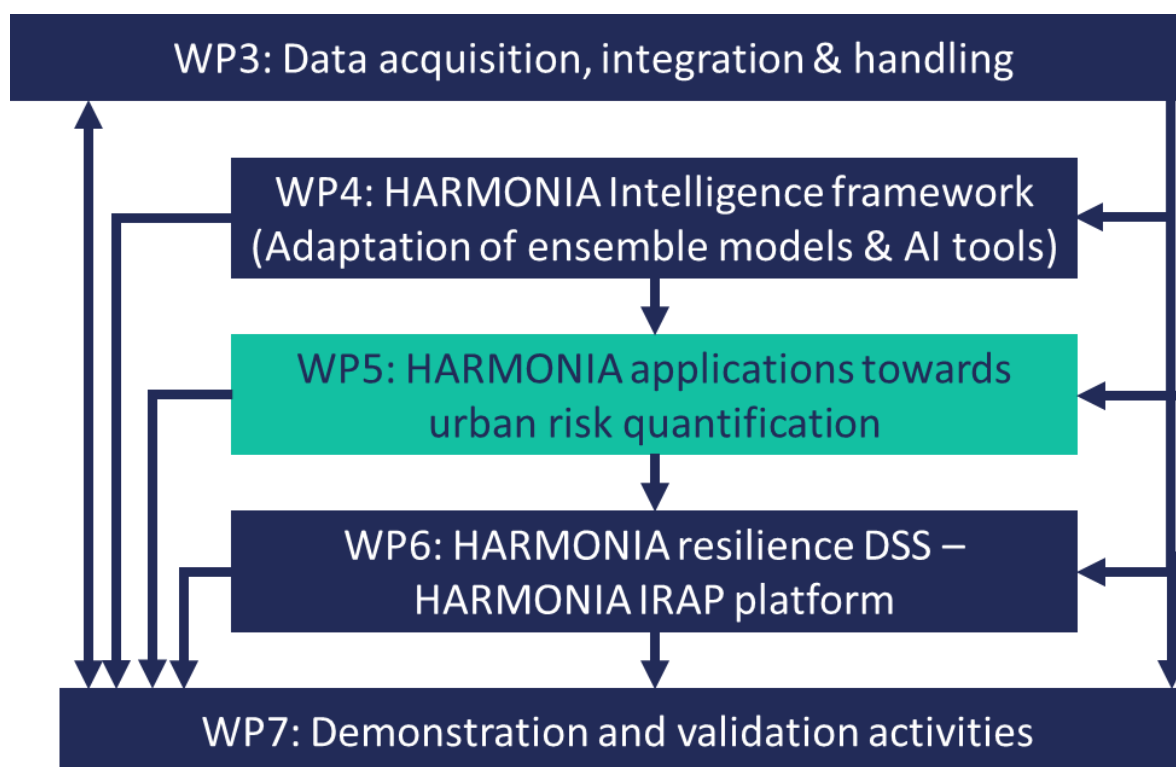 WP3: Data acquisition, integration & handling
WP4: HARMONIA Intelligence framework
(Adaptation of ensemble models & AI tools)
WP5: HARMONIA applications towards
urban risk quantification
WP6: HARMONIA resilience DSS –
HARMONIA IRAP platform
WP7: Demonstration and validation activities